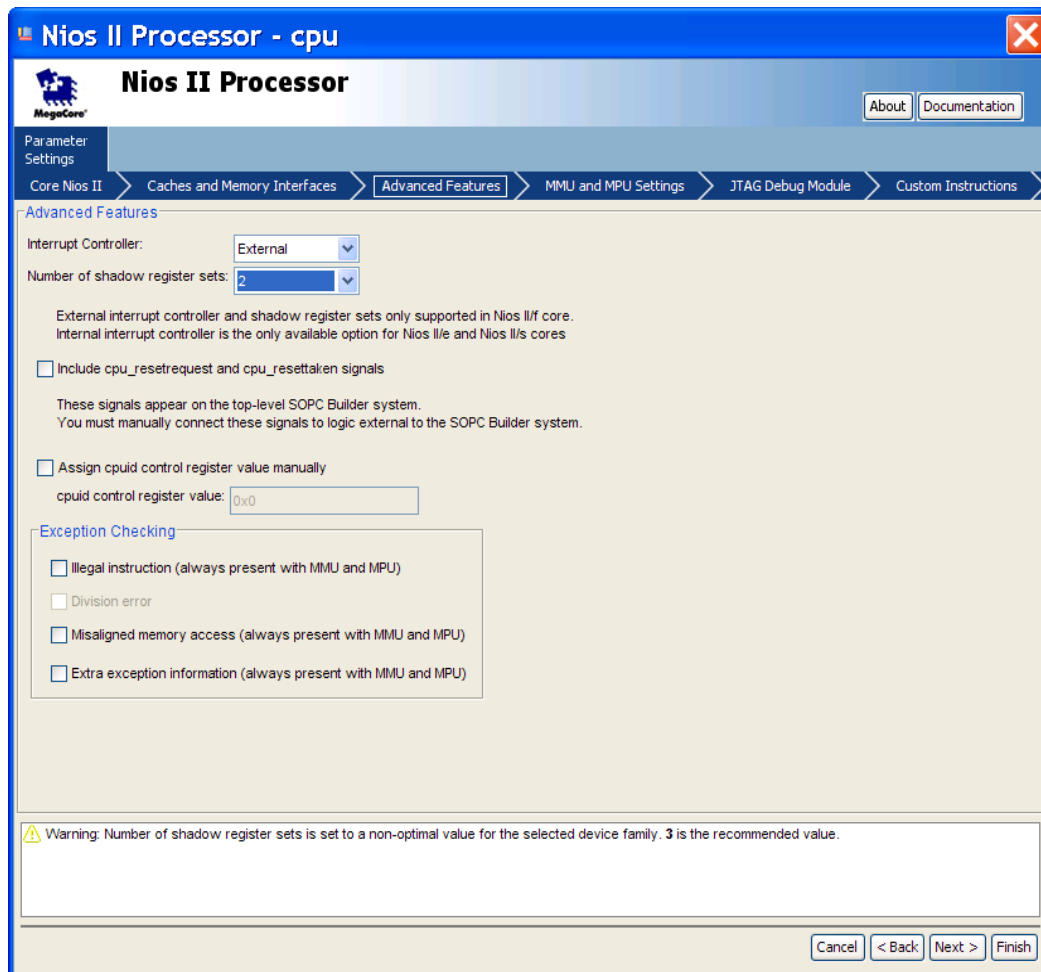 Nios II Processor - cpu
MegaCore®
Nios II Processor
About
Documentation
Parameter
Settings
Core Nios II
Caches and Memory Interfaces
Advanced Features
MMU and MPU Settings
JTAG Debug Module
Custom Instructions
Advanced Features
Interrupt Controller:
External
Number of shadow register sets:
2
External interrupt controller and shadow register sets only supported in Nios II/f core.
Internal interrupt controller is the only available option for Nios II/e and Nios II/s cores
Include cpu_resetrequest and cpu_resettaken signals
These signals appear on the top-level SOPC Builder system.
You must manually connect these signals to logic external to the SOPC Builder system.
Assign cpuid control register value manually
cpuid control register value:
0x0
Exception Checking
Illegal instruction (always present with MMU and MPU)
Division error
Misaligned memory access (always present with MMU and MPU)
Extra exception information (always present with MMU and MPU)
Warning: Number of shadow register sets is set to a non-optimal value for the selected device family. 3 is the recommended value.
Cancel
< Back
Next >
Finish